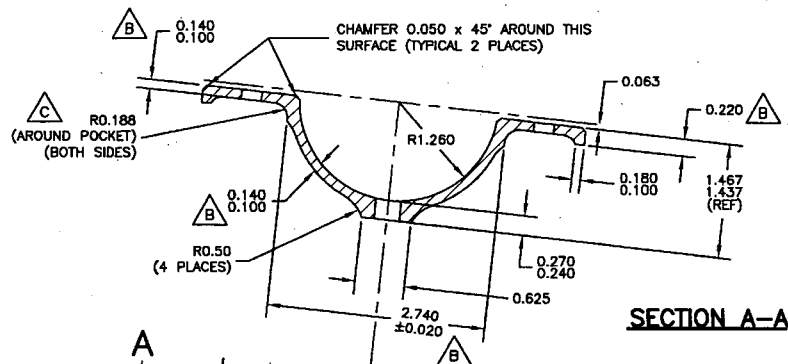 B
0.140
0.100
CHAMFER 0.050 x 45° AROUND THIS
SURFACE (TYPICAL 2 PLACES)
0.063
0.220
B
C
R0.188
(AROUND POCKET)
(BOTH SIDES)
R1.260
0.180
0.100
1.467
1.437
(REF)
0.140
0.100
B
R0.50
(4 PLACES)
0.270
0.240
0.625
2.740
±0.020
B
SECTION A-A
A